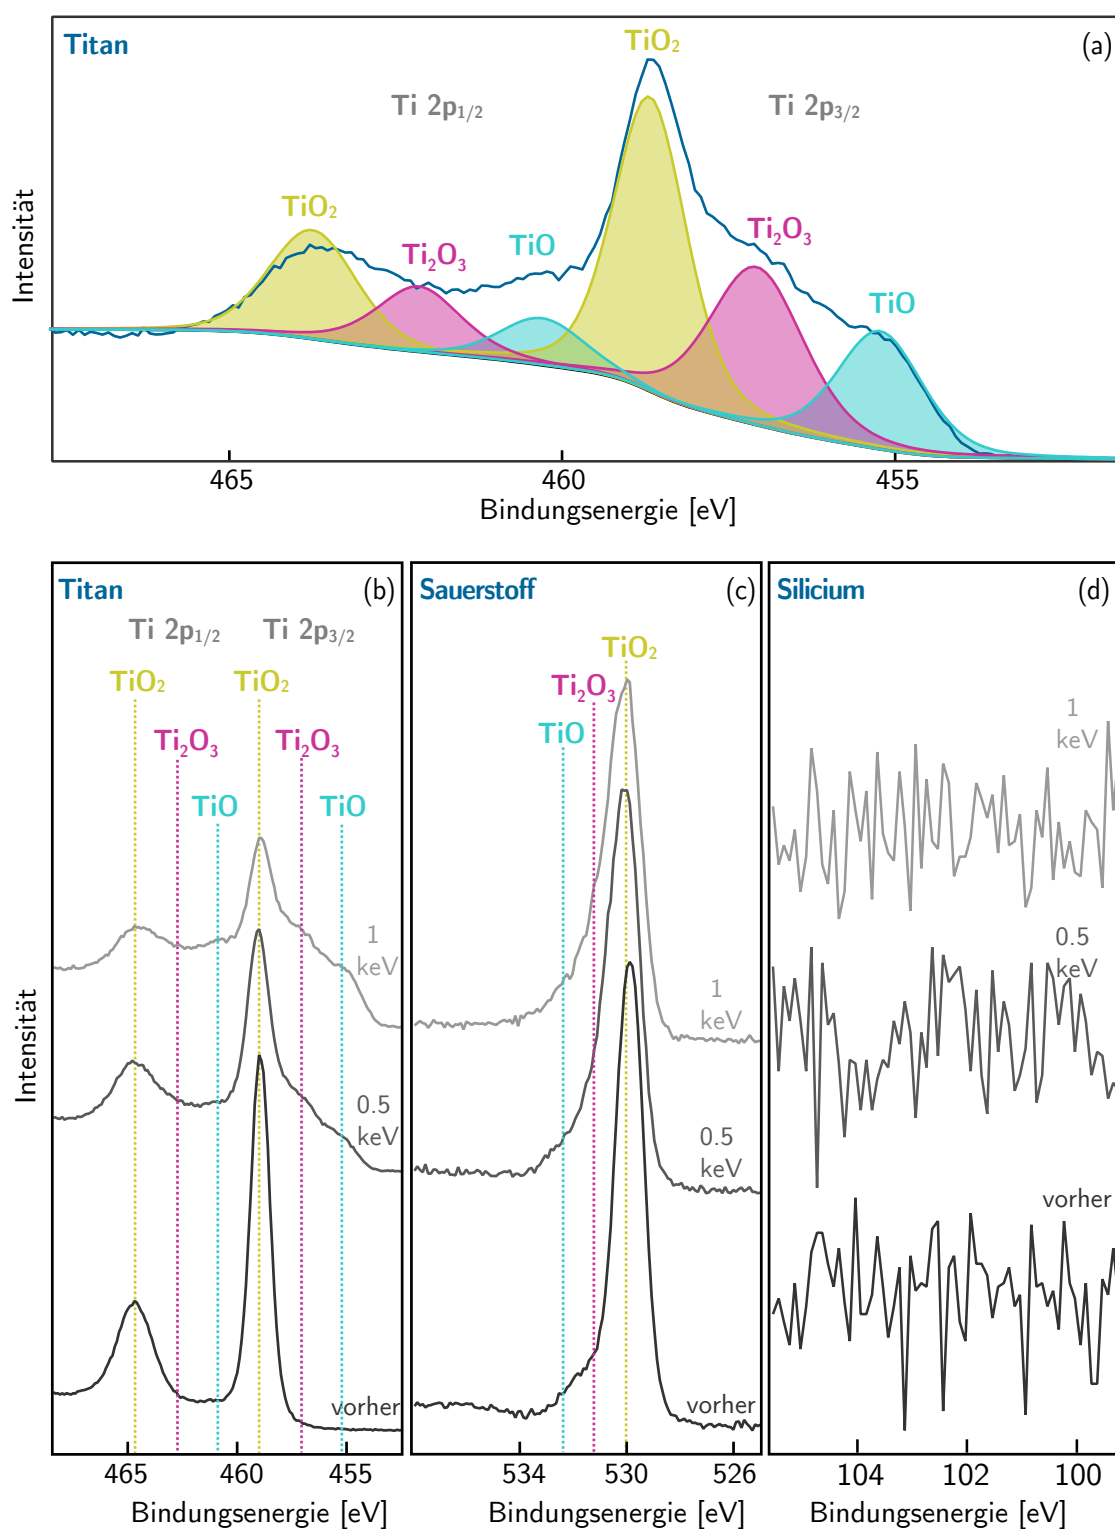 Titan
(a)
TiO₂
Ti 2p₁/₂
Ti 2p₃/₂
TiO₂
Ti₂O₃
TiO
Ti₂O₃
TiO
Intensität
465
460
455
Bindungsenergie [eV]
Titan
(b)
Ti 2p₁/₂
Ti 2p₃/₂
TiO₂
TiO₂
Ti₂O₃
Ti₂O₃
TiO
TiO
1
keV
0.5
keV
vorher
Intensität
465
460
455
Bindungsenergie [eV]
Sauerstoff
(c)
TiO₂
Ti₂O₃
TiO
1
keV
0.5
keV
vorher
534
530
526
Bindungsenergie [eV]
Silicium
(d)
1
keV
0.5
keV
vorher
104
102
100
Bindungsenergie [eV]